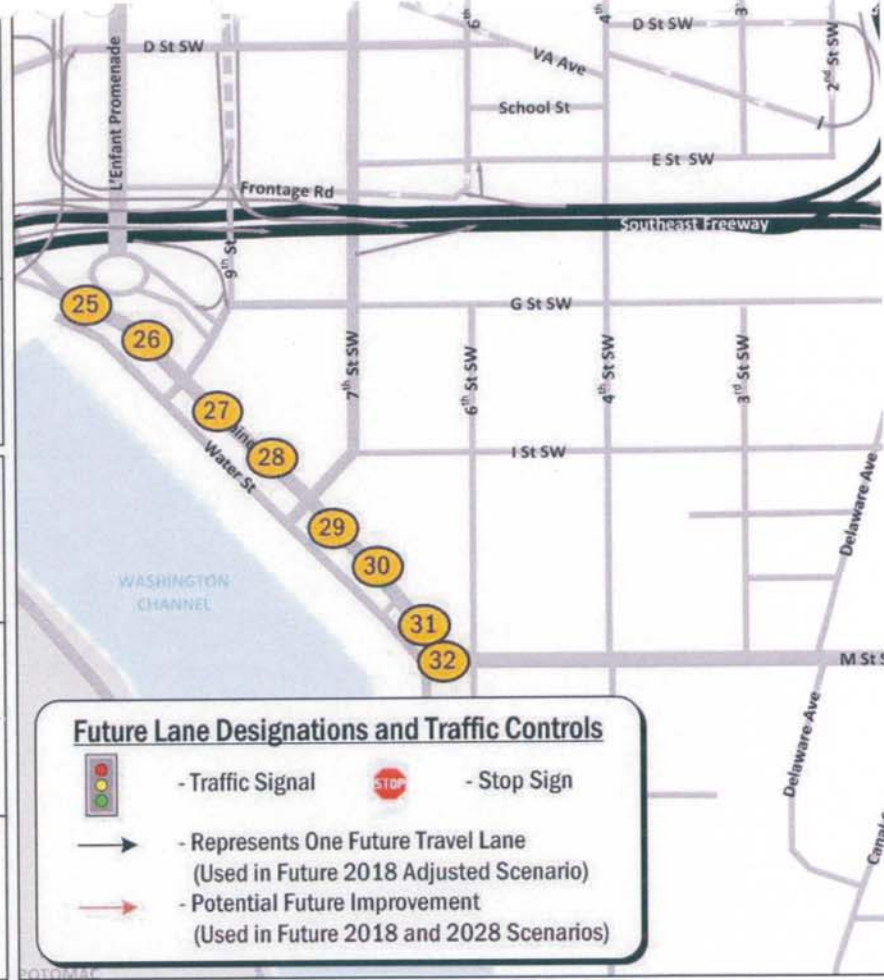 6th
4th
3
D St SW
D St SW
2nd St SW
L'Enfant Promenade
VA Ave
School St
E St SW
Frontage Rd
Southeast Freeway
9th St
25
26
G St SW
7th St SW
6th St SW
4th St SW
3rd St SW
27
28
Water St
I St SW
Delaware Ave
29
30
WASHINGTON
CHANNEL
31
32
M St S
Delaware Ave
Future Lane Designations and Traffic Controls
- Traffic Signal
STOP
- Stop Sign
- Represents One Future Travel Lane
(Used in Future 2018 Adjusted Scenario)
- Potential Future Improvement
(Used in Future 2018 and 2028 Scenarios)
Canal
POTOMAC